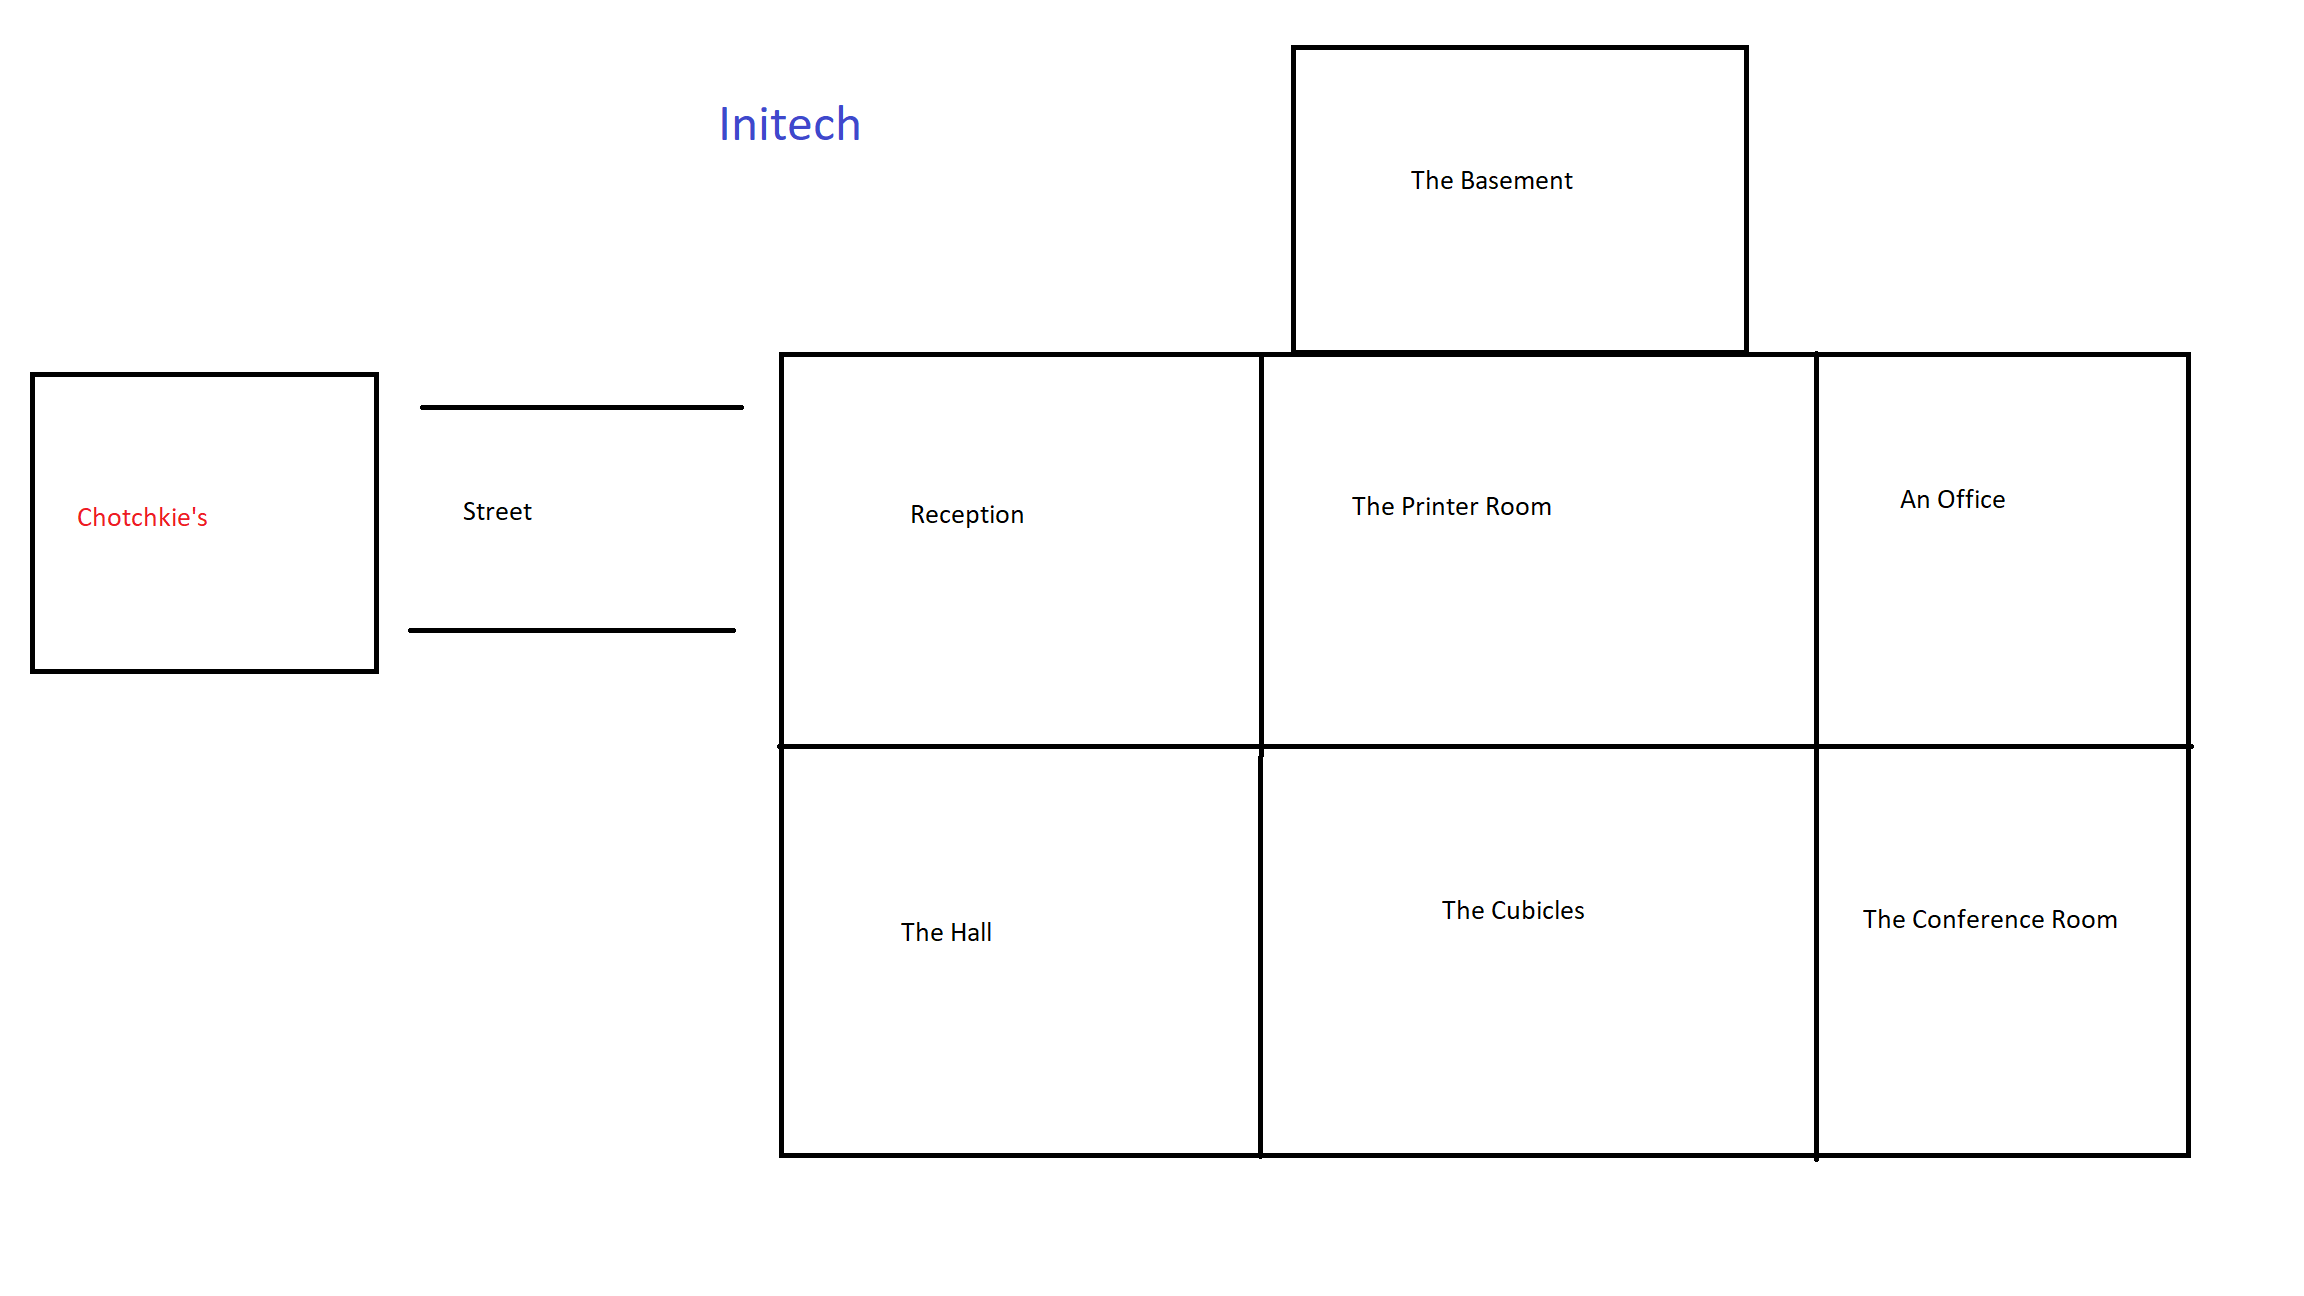 Initech
The Basement
Chotchkie's
Street
Reception
The Printer Room
An Office
The Hall
The Cubicles
The Conference Room